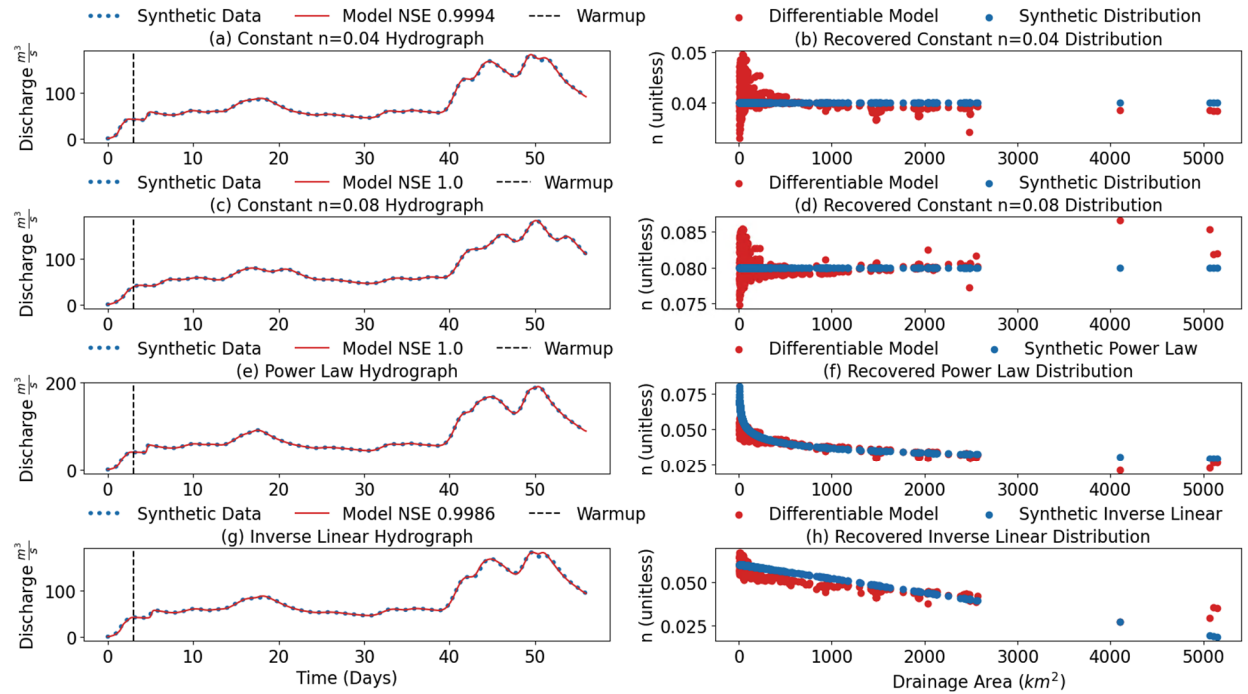 Synthetic Data Model NSE 0.9994 Warmup
(a) Constant n=0.04 Hydrograph
Discharge m³/s
100
0
0 10 20 30 40 50
Differentiable Model Synthetic Distribution
(b) Recovered Constant n=0.04 Distribution
n (unitless)
0.05
0.04
0 1000 2000 3000 4000 5000
Synthetic Data Model NSE 1.0 Warmup
(c) Constant n=0.08 Hydrograph
Discharge m³/s
100
0
0 10 20 30 40 50
Differentiable Model Synthetic Distribution
(d) Recovered Constant n=0.08 Distribution
n (unitless)
0.085
0.080
0.075
0 1000 2000 3000 4000 5000
Synthetic Data Model NSE 1.0 Warmup
(e) Power Law Hydrograph
Discharge m³/s
200
0
0 10 20 30 40 50
Differentiable Model Synthetic Power Law
(f) Recovered Power Law Distribution
n (unitless)
0.075
0.050
0.025
0 1000 2000 3000 4000 5000
Synthetic Data Model NSE 0.9986 Warmup
(g) Inverse Linear Hydrograph
Discharge m³/s
100
0
0 10 20 30 40 50
Time (Days)
Differentiable Model Synthetic Inverse Linear
(h) Recovered Inverse Linear Distribution
n (unitless)
0.050
0.025
0 1000 2000 3000 4000 5000
Drainage Area (km²)